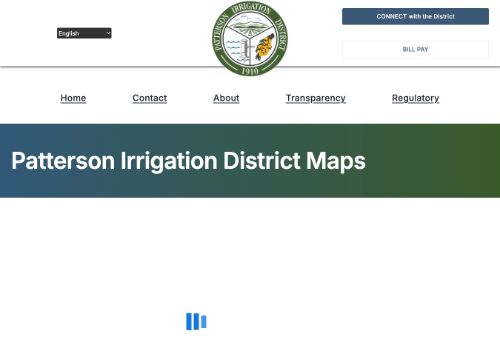 English
PATTERSON IRRIGATION DISTRICT
1910
CONNECT with the District
BILL PAY
Home
Contact
About
Transparency
Regulatory
Patterson Irrigation District Maps